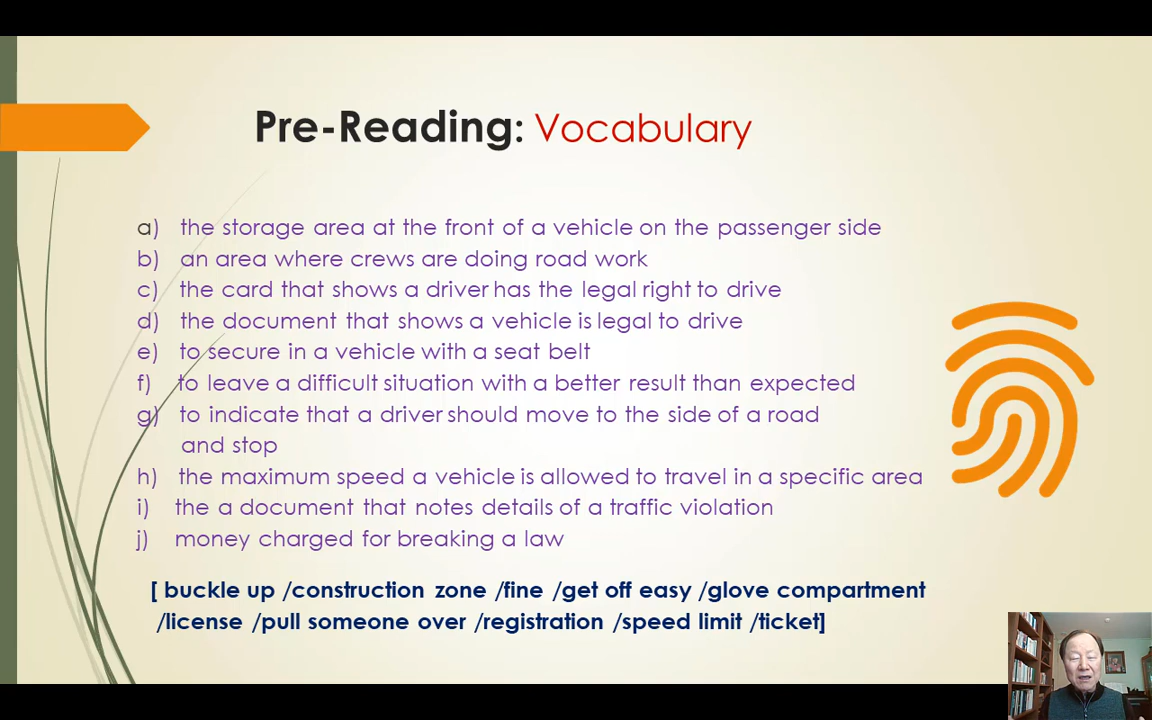 Pre-Reading: Vocabulary
a) the storage area at the front of a vehicle on the passenger side
b) an area where crews are doing road work
c) the card that shows a driver has the legal right to drive
d) the document that shows a vehicle is legal to drive
e) to secure in a vehicle with a seat belt
f) to leave a difficult situation with a better result than expected
g) to indicate that a driver should move to the side of a road
and stop
h) the maximum speed a vehicle is allowed to travel in a specific area
i) the a document that notes details of a traffic violation
j) money charged for breaking a law
[ buckle up /construction zone /fine /get off easy /glove compartment
/license /pull someone over /registration /speed limit /ticket]